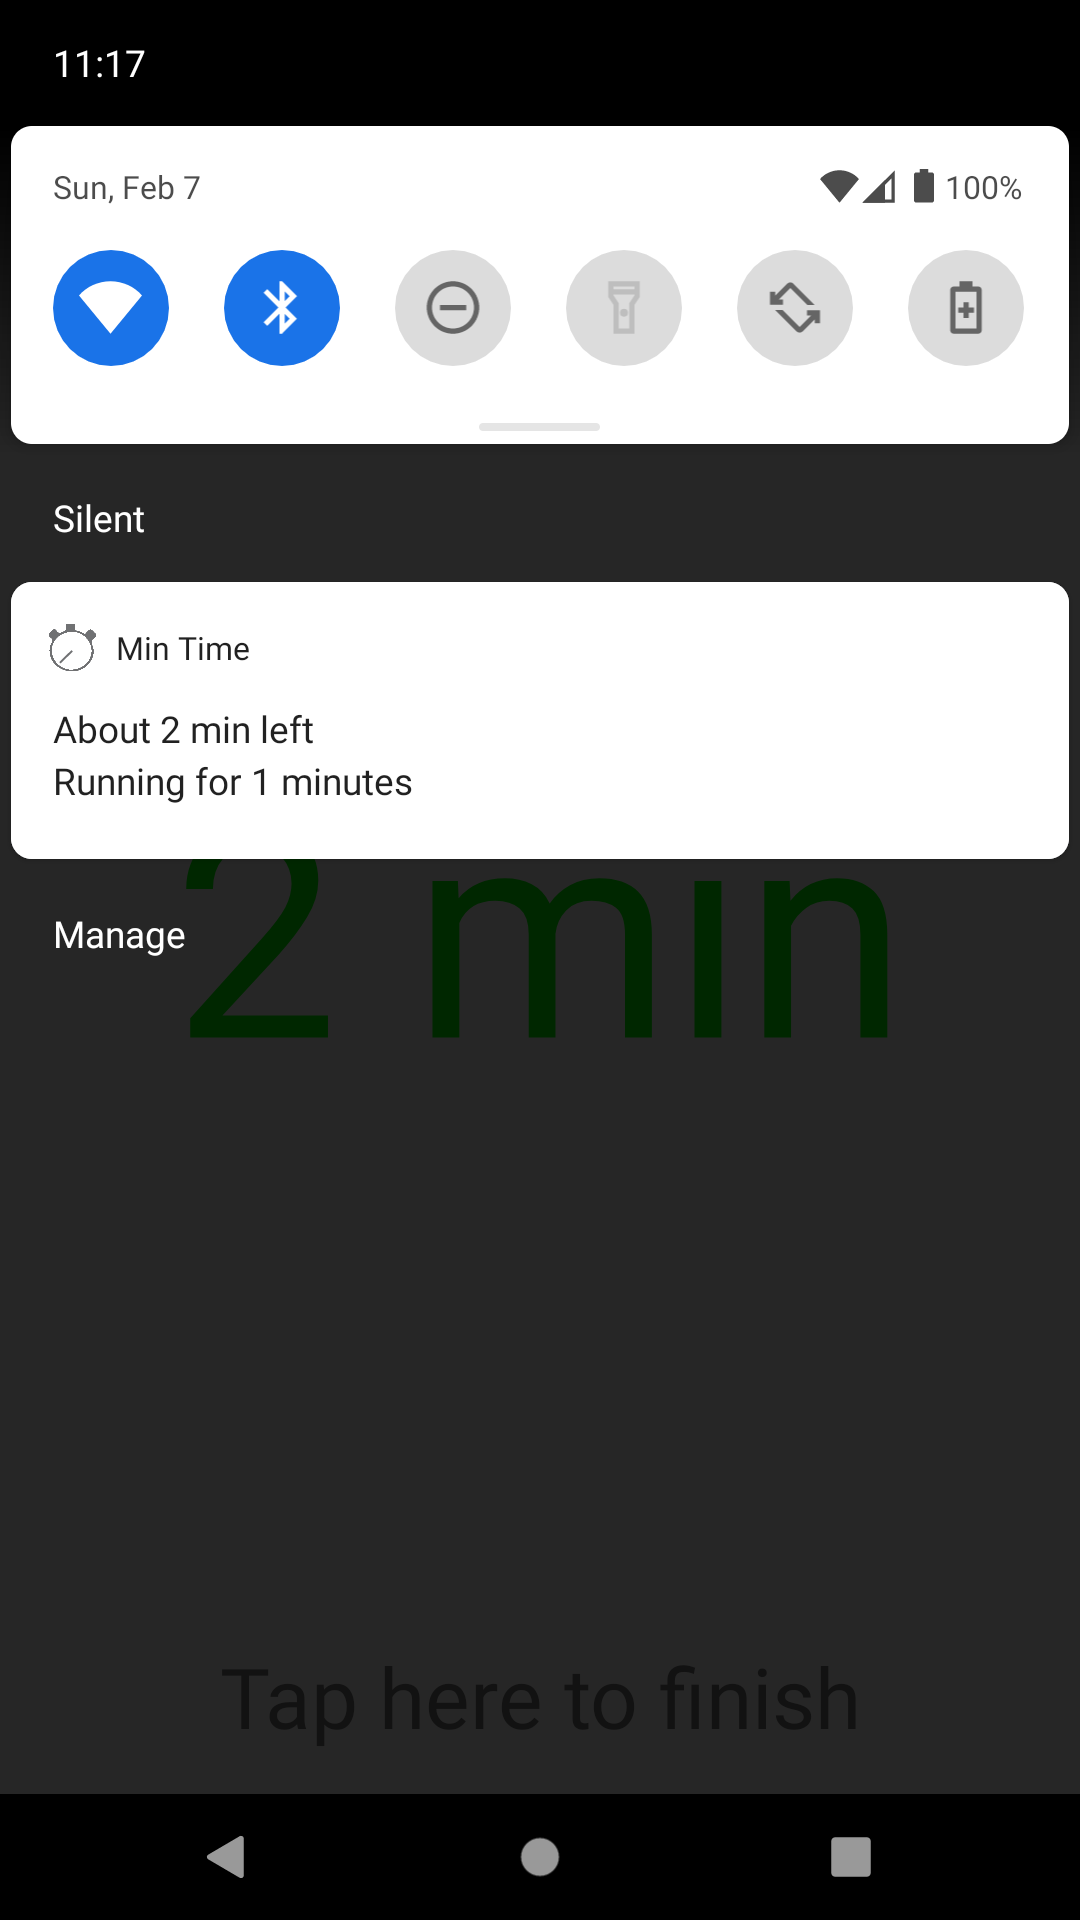 11:17
Sun, Feb 7
100%
Silent
Min Time
About 2 min left
Running for 1 minutes
2 min
Manage
Tap here to finish